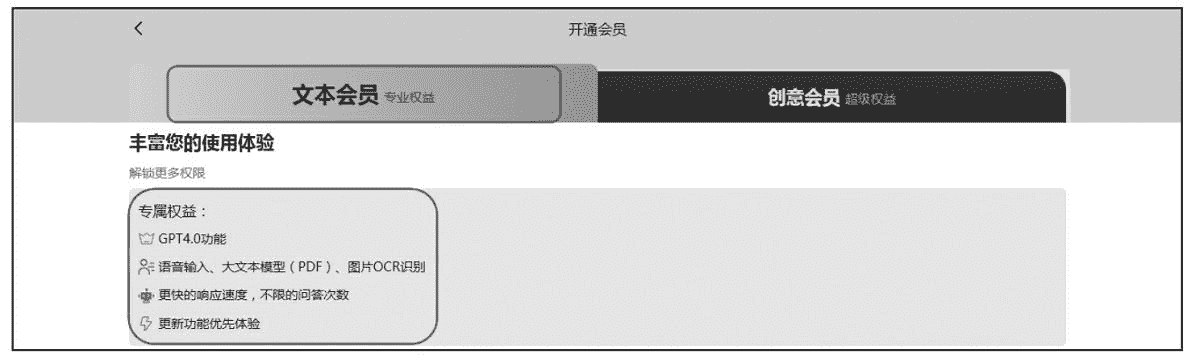 开通会员
文本会员 专业权益
创意会员 超级权益
丰富您的使用体验
解锁更多权限
专属权益：
GPT4.0功能
语音输入、大文本模型（PDF）、图片OCR识别
更快的响应速度，不限的问答次数
更新功能优先体验